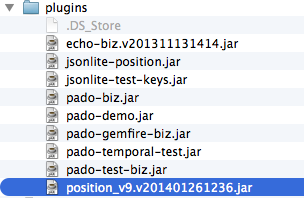 plugins
.DS_Store
echo-biz.v201311131414.jar
jsonlite-position.jar
jsonlite-test-keys.jar
pado-biz.jar
pado-demo.jar
pado-gemfire-biz.jar
pado-temporal-test.jar
pado-test-biz.jar
position_v9.v201401261236.jar